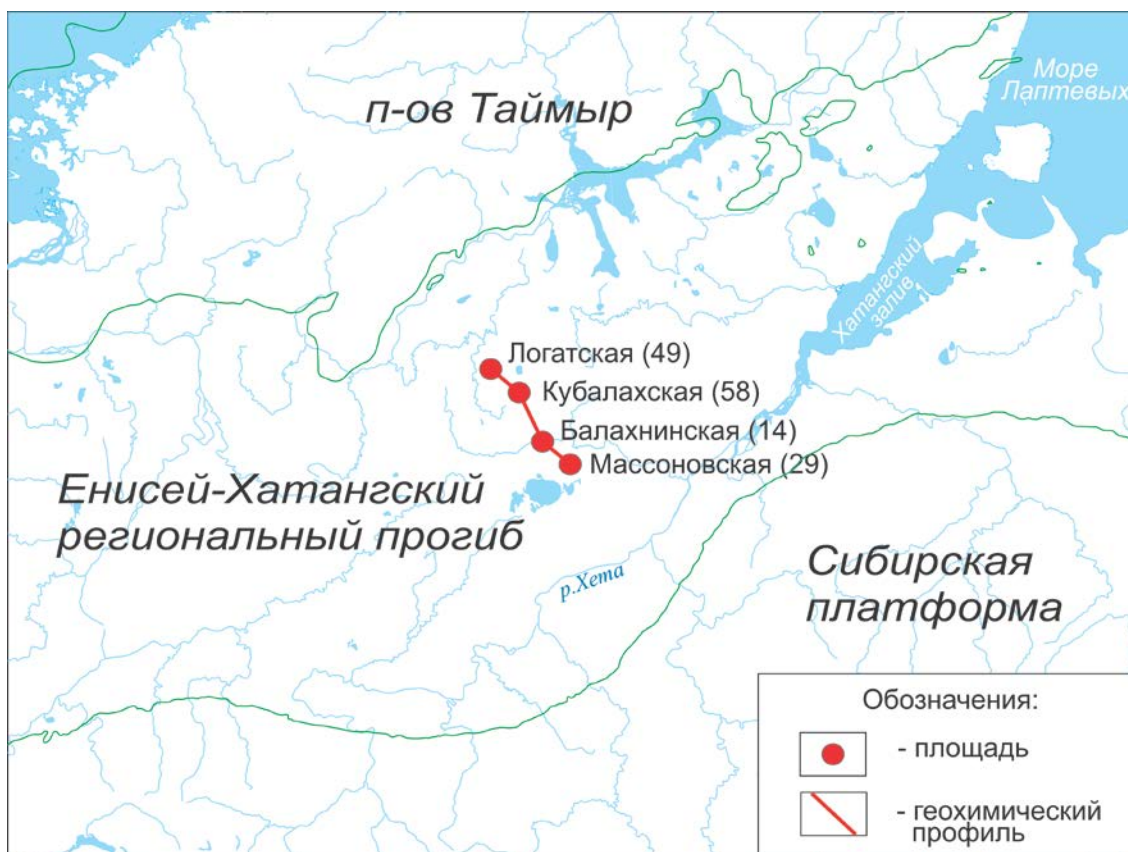 Море
Лаптевых
п-ов Таймыр
Хатангский
залив
Логатская (49)
Кубалахская (58)
Балахнинская (14)
Массоновская (29)
Енисей-Хатангский
региональный прогиб
р.Хета
Сибирская
платформа
Обозначения:
- площадь
- геохимический
профиль